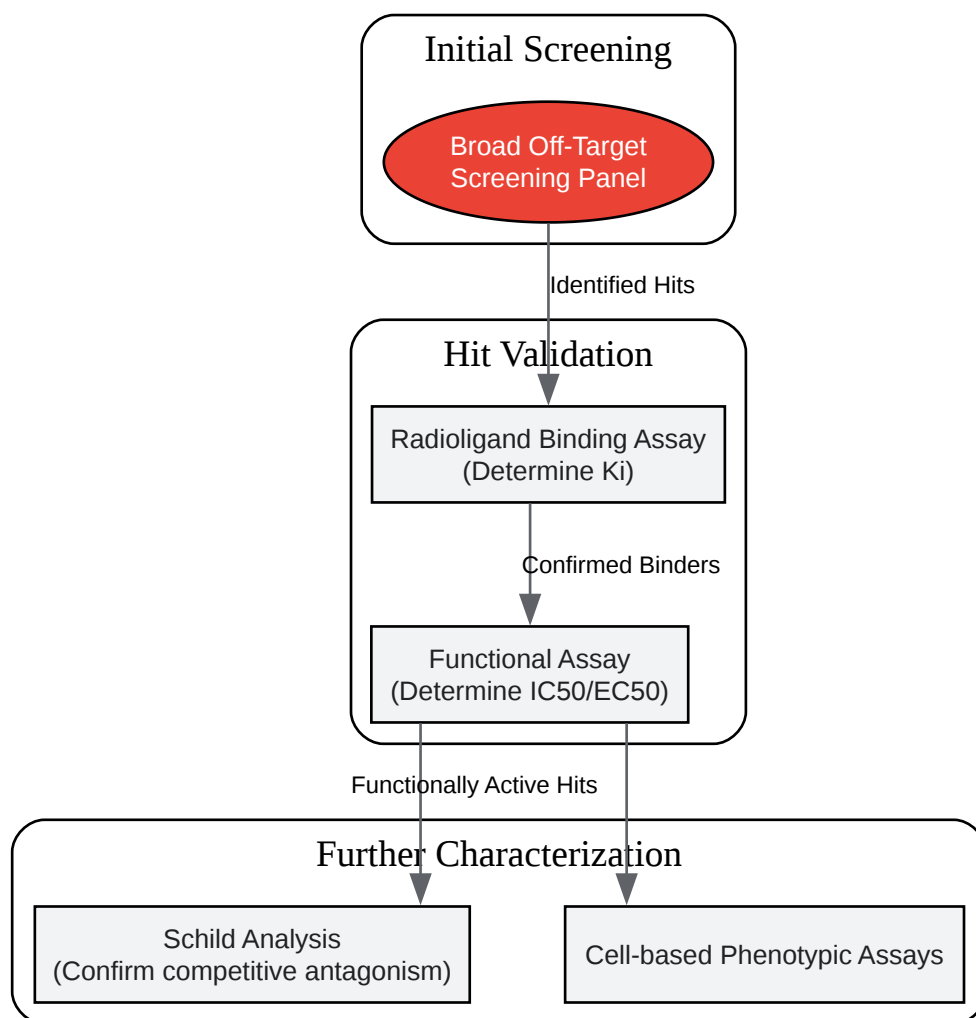 Initial Screening
Broad Off-Target
Screening Panel
Identified Hits
Hit Validation
Radioligand Binding Assay
(Determine Ki)
Confirmed Binders
Functional Assay
(Determine IC50/EC50)
Functionally Active Hits
Further Characterization
Schild Analysis
(Confirm competitive antagonism)
Cell-based Phenotypic Assays